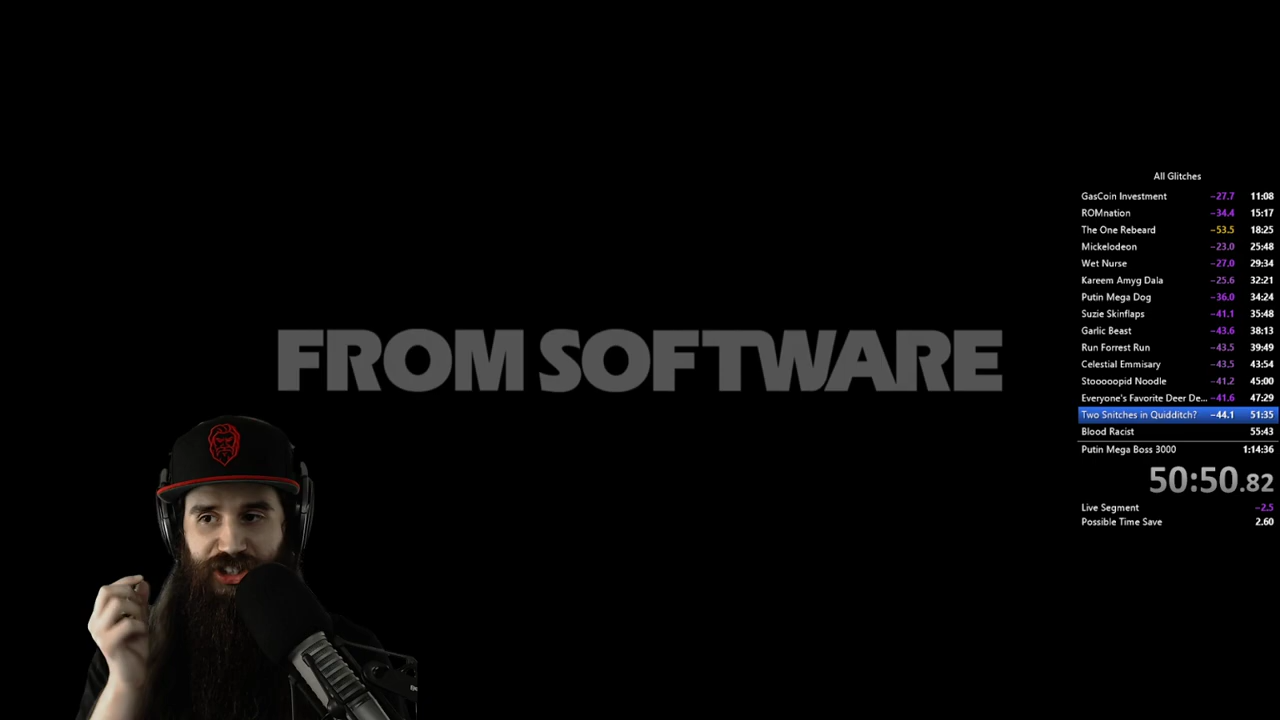 FROMSOFTWARE
All Glitches
GasCoin Investment −27.7 11:08
ROMnation −34.4 15:17
The One Rebeard −53.5 18:25
Mickelodeon −23.0 25:48
Wet Nurse −27.0 29:34
Kareem Amyg Dala −25.6 32:21
Putin Mega Dog −36.0 34:24
Suzie Skinflaps −41.1 35:48
Garlic Beast −43.6 38:13
Run Forrest Run −43.5 39:49
Celestial Emmisary −43.5 43:54
Stooooopid Noodle −41.2 45:00
Everyone's Favorite Deer De... −41.6 47:29
Two Snitches in Quidditch? −44.1 51:35
Blood Racist 55:43
Putin Mega Boss 3000 1:14:36
50:50.82
Live Segment −2.5
Possible Time Save 2.60